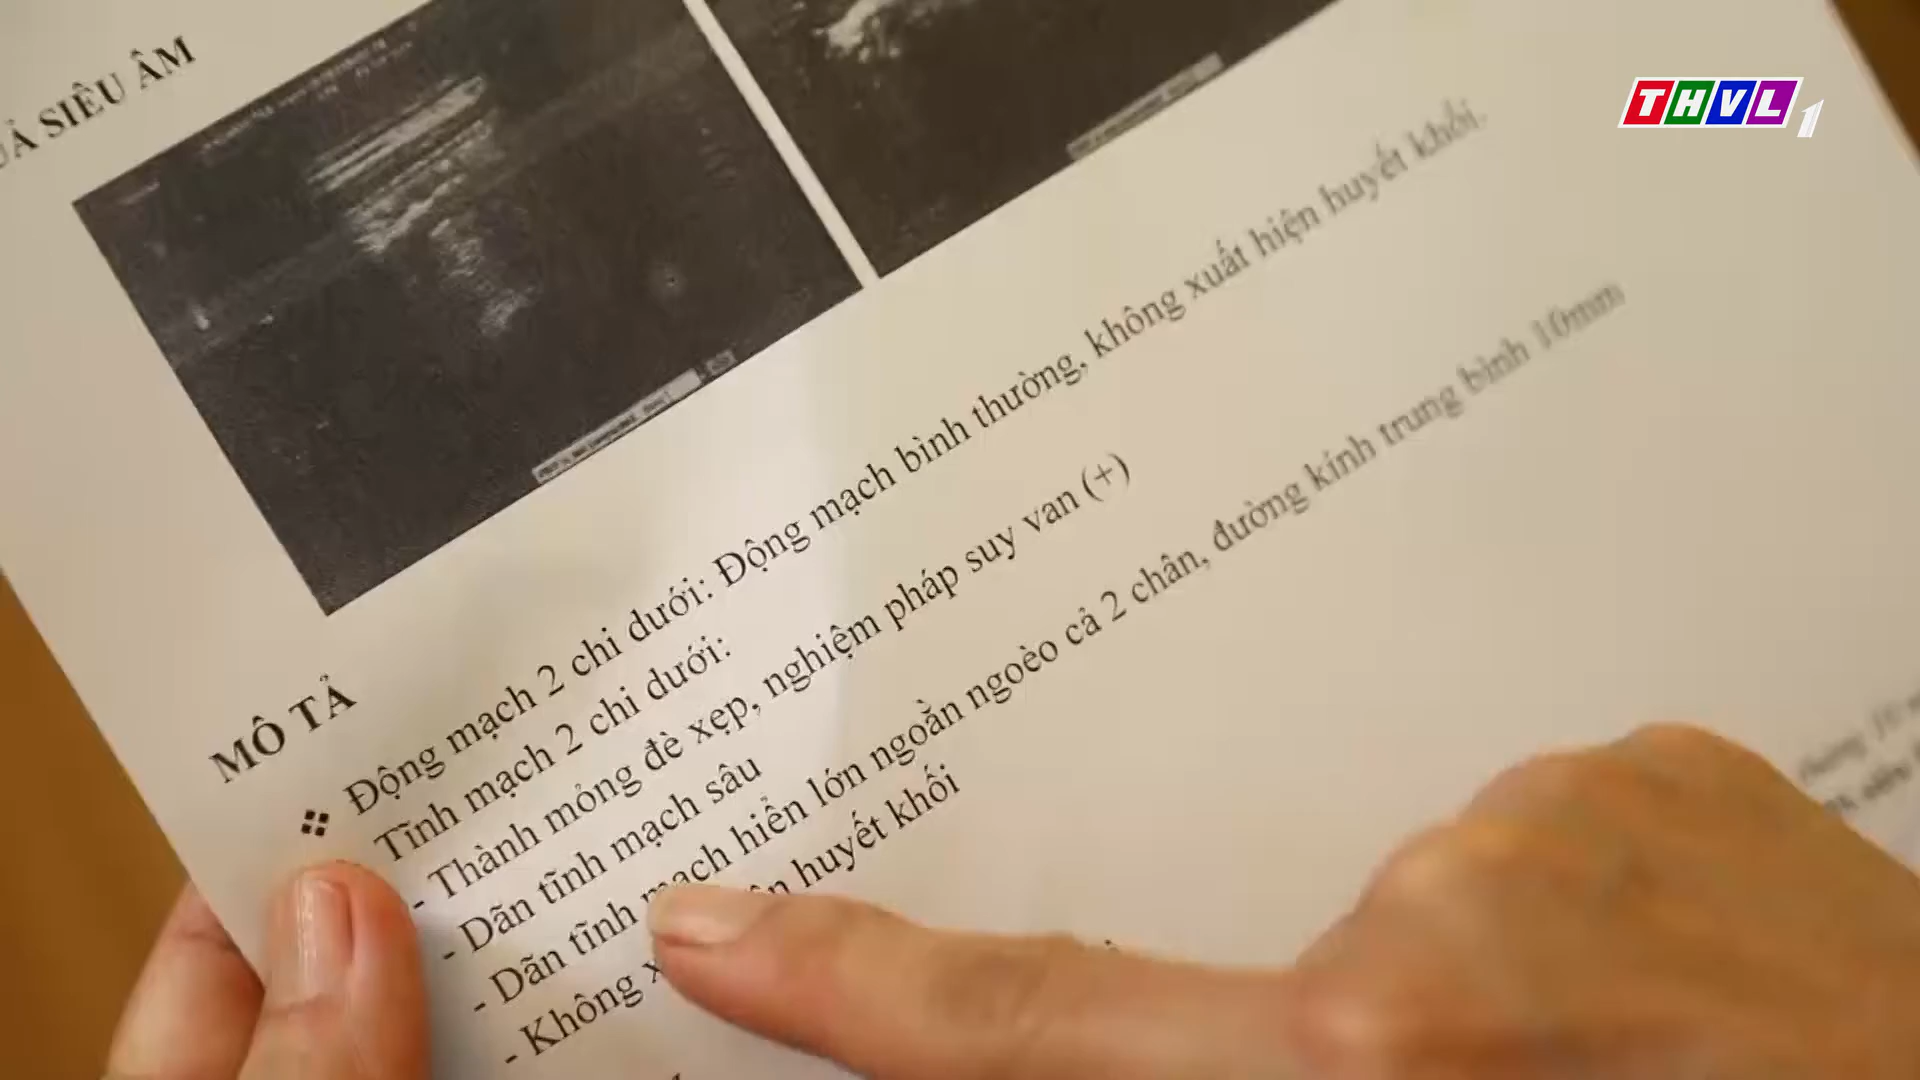 THVL1
UẢ SIÊU ÂM
MÔ TẢ
❖ Động mạch 2 chi dưới: Động mạch bình thường, không xuất hiện huyết khối.
Tĩnh mạch 2 chi dưới:
- Thành mỏng đè xẹp, nghiệm pháp suy van (+)
- Dãn tĩnh mạch sâu
- Dãn tĩnh mạch hiển lớn ngoằn ngoèo cả 2 chân, đường kính trung bình 10mm
- Không huyết khối